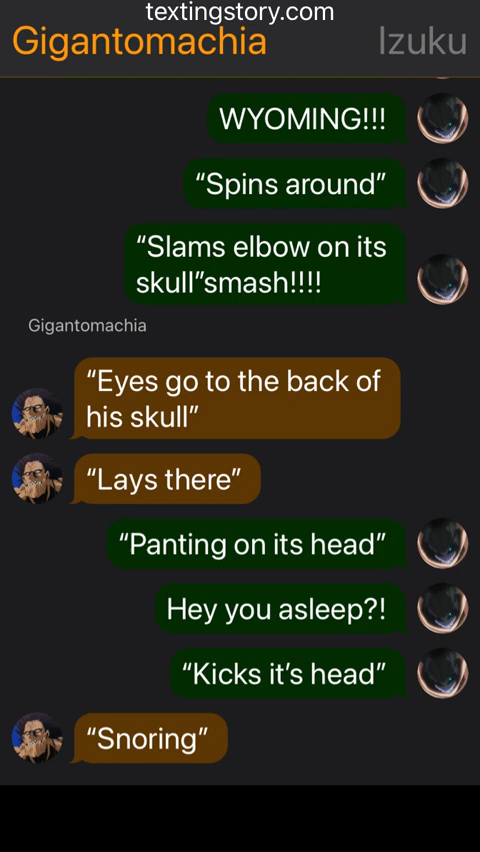 textingstory.com
Gigantomachia
Izuku
WYOMING!!!
“Spins around”
“Slams elbow on its
skull”smash!!!!
Gigantomachia
“Eyes go to the back of
his skull”
“Lays there”
“Panting on its head”
Hey you asleep?!
“Kicks it’s head”
“Snoring”